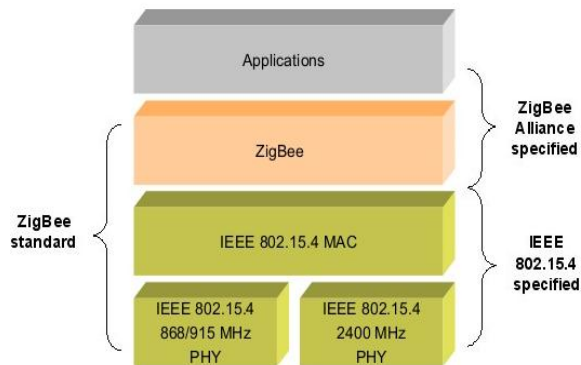 Applications
ZigBee
IEEE 802.15.4 MAC
IEEE 802.15.4
868/915 MHz
PHY
IEEE 802.15.4
2400 MHz
PHY
ZigBee
standard
ZigBee
Alliance
specified
IEEE
802.15.4
specified